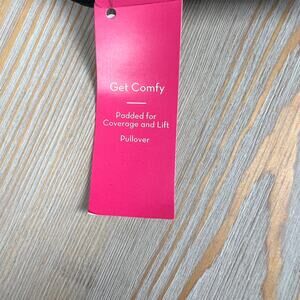 Get Comfy
Padded for
Coverage and Lift
Pullover